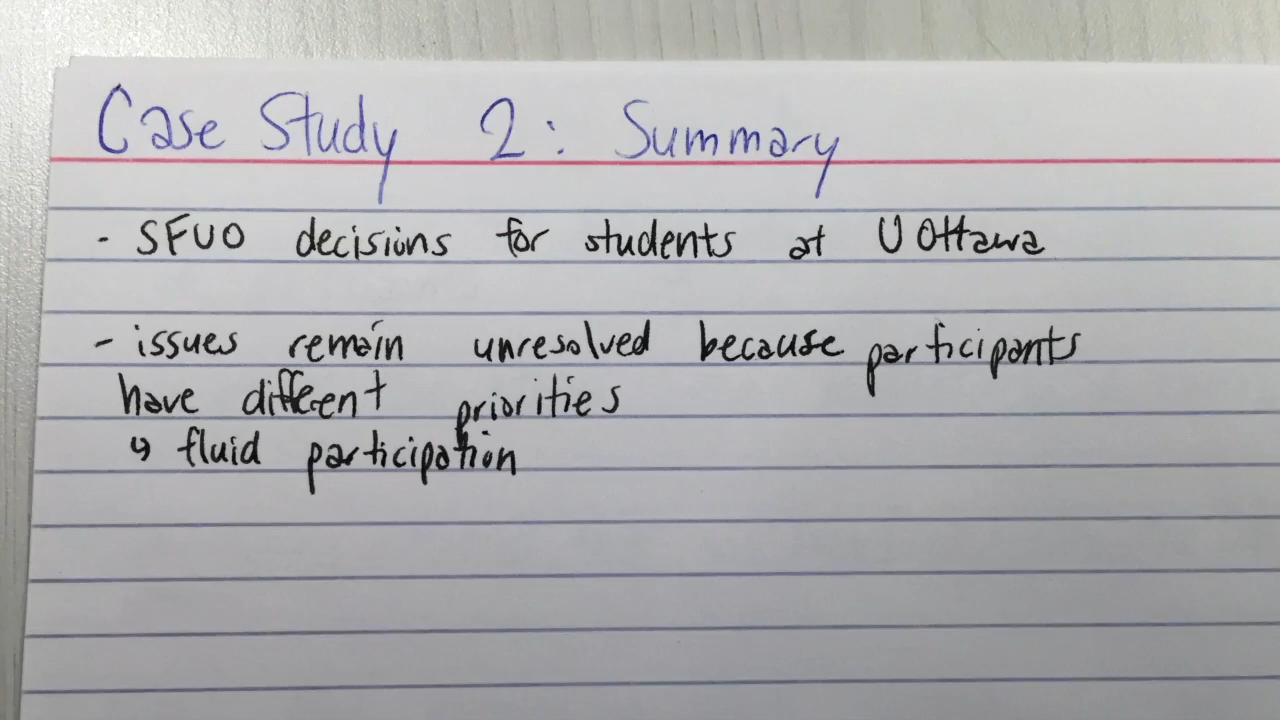 Case Study 2: Summary
- SFUO decisions for students at U Ottawa
- issues remain unresolved because participants
have different priorities
↳ fluid participation